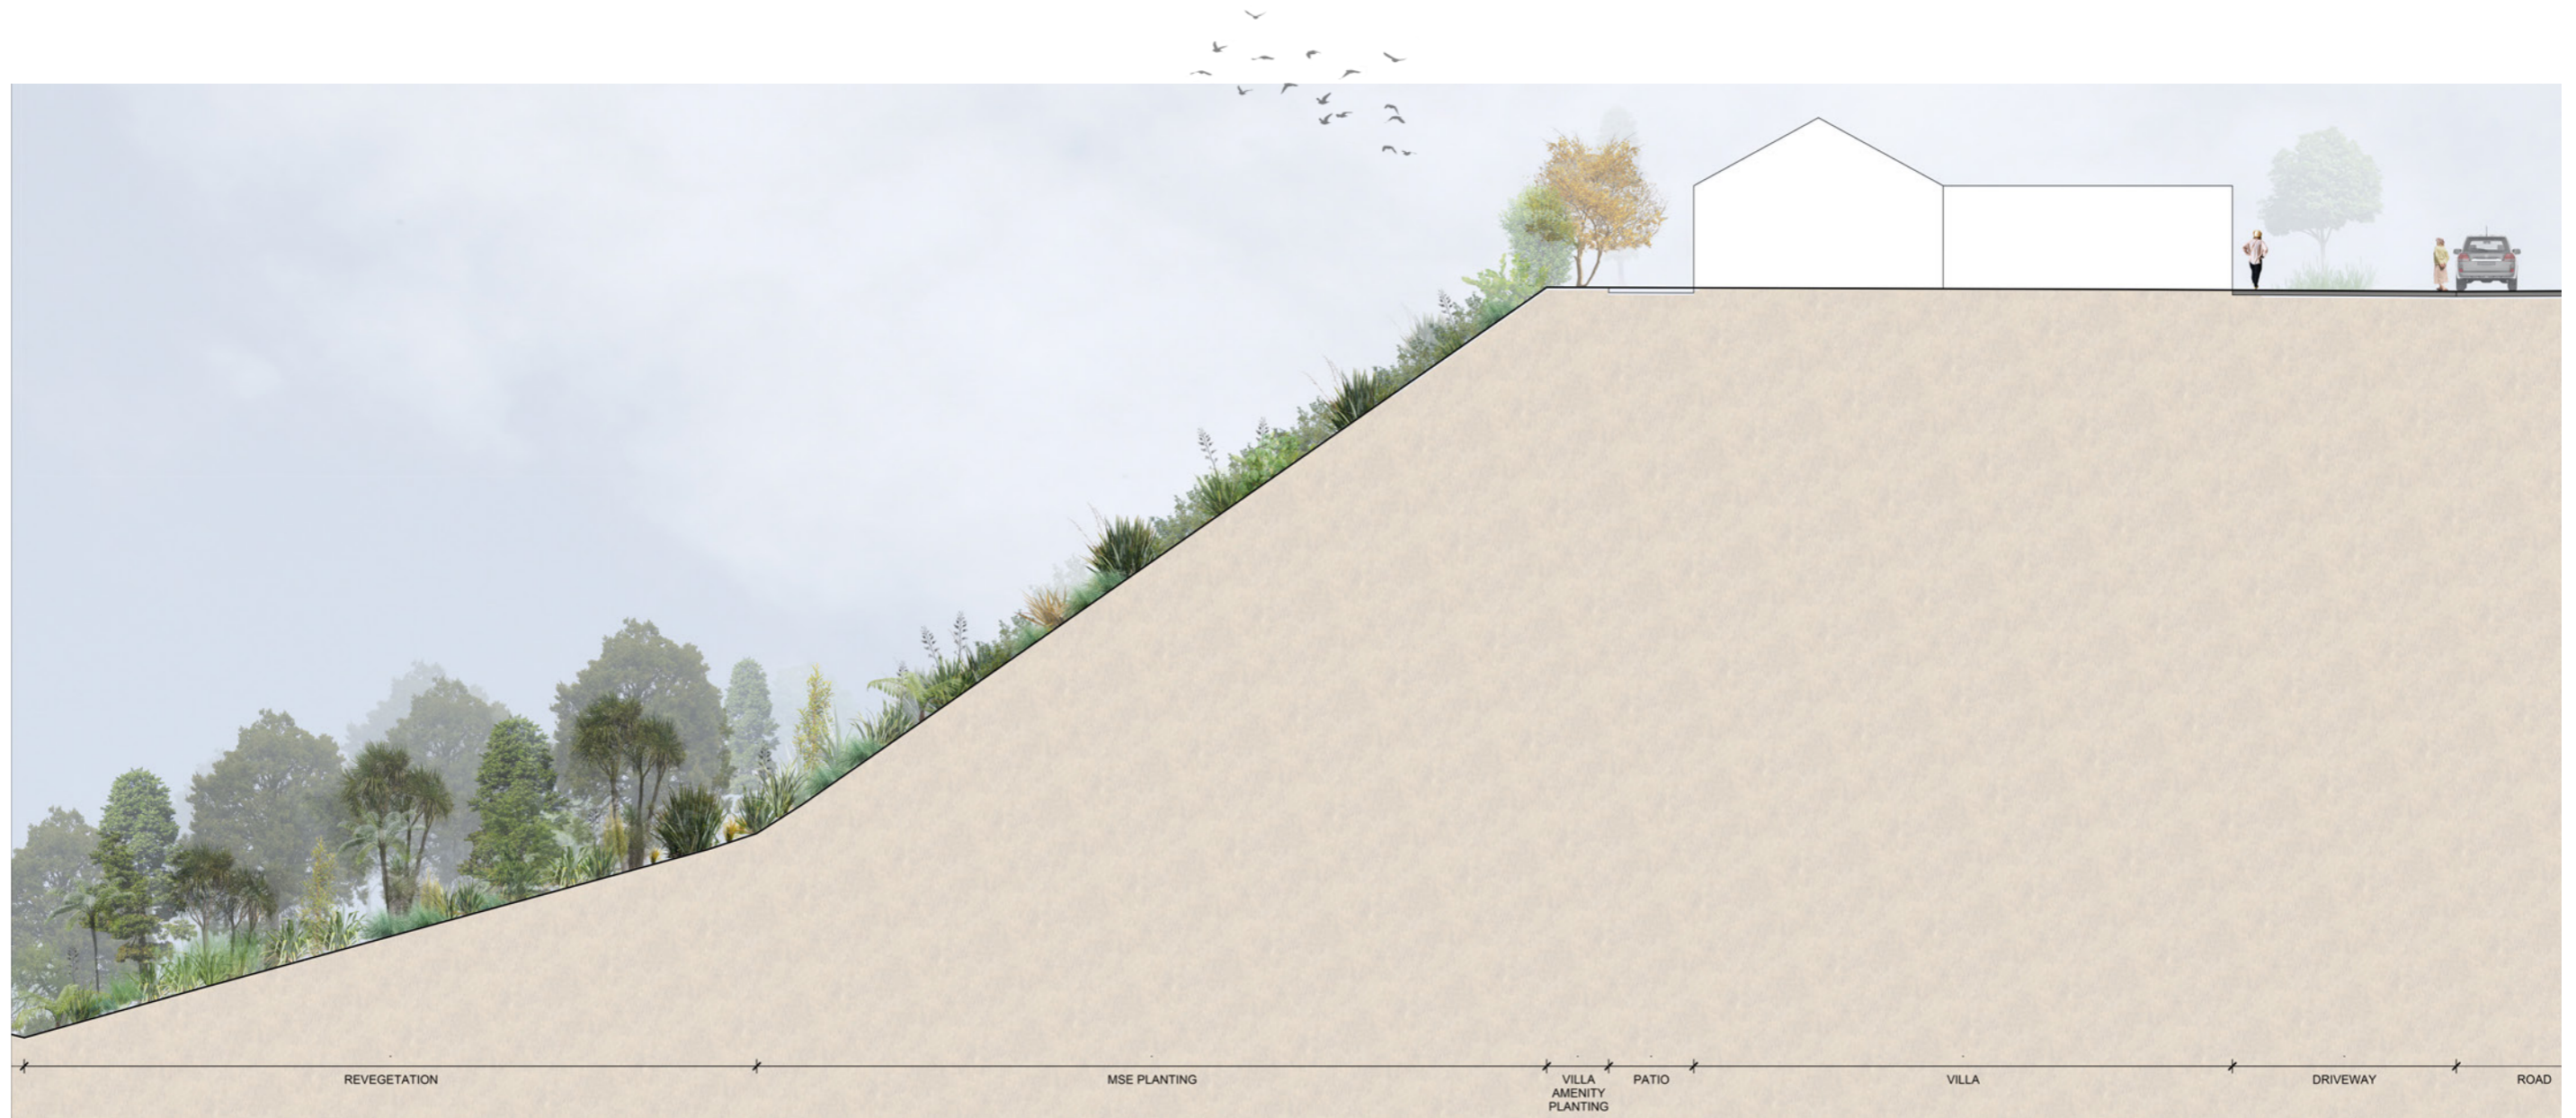 REVEGETATION
MSE PLANTING
VILLA
AMENITY
PLANTING
PATIO
VILLA
DRIVEWAY
ROAD